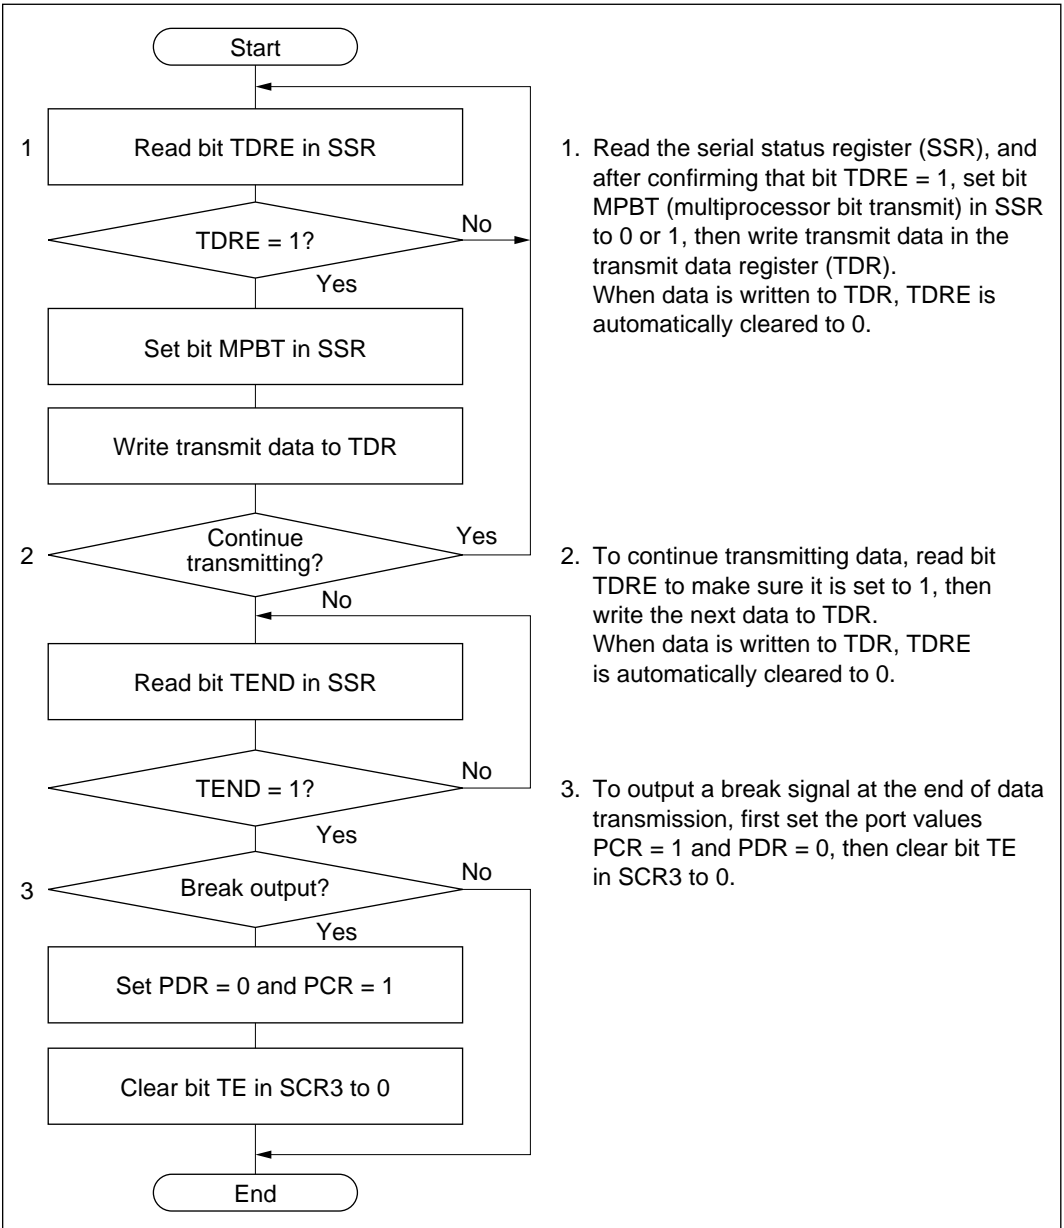 Start
1
Read bit TDRE in SSR
TDRE = 1?
No
Yes
Set bit MPBT in SSR
Write transmit data to TDR
2
Continue
transmitting?
Yes
No
Read bit TEND in SSR
TEND = 1?
No
Yes
3
Break output?
No
Yes
Set PDR = 0 and PCR = 1
Clear bit TE in SCR3 to 0
End
1. Read the serial status register (SSR), and
after confirming that bit TDRE = 1, set bit
MPBT (multiprocessor bit transmit) in SSR
to 0 or 1, then write transmit data in the
transmit data register (TDR).
When data is written to TDR, TDRE is
automatically cleared to 0.
2. To continue transmitting data, read bit
TDRE to make sure it is set to 1, then
write the next data to TDR.
When data is written to TDR, TDRE
is automatically cleared to 0.
3. To output a break signal at the end of data
transmission, first set the port values
PCR = 1 and PDR = 0, then clear bit TE
in SCR3 to 0.